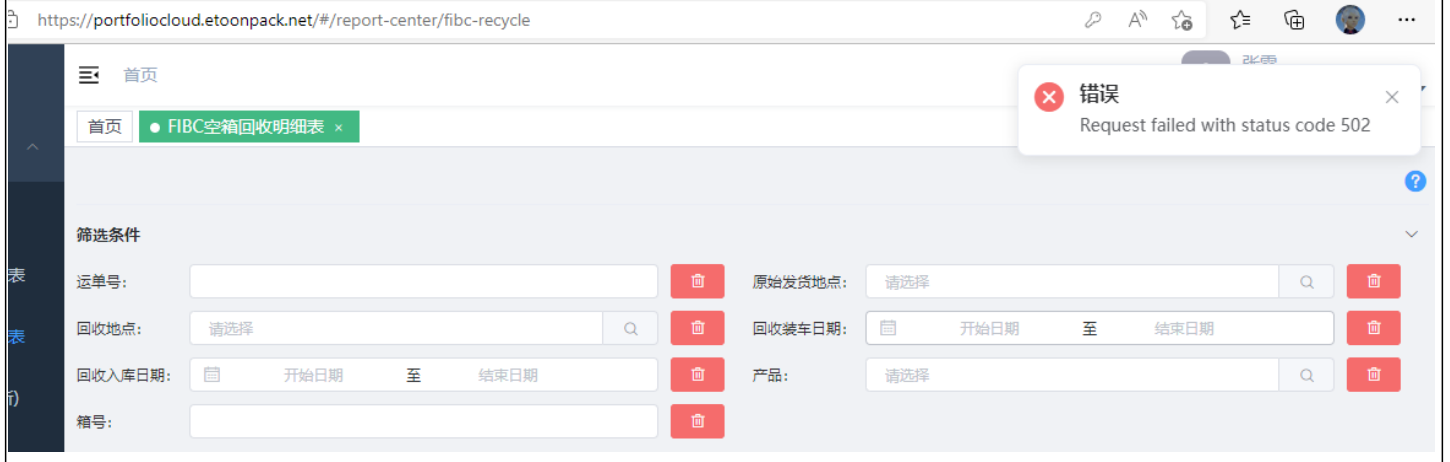 https://portfoliocloud.etoonpack.net/#/report-center/fibc-recycle
首页
错误
Request failed with status code 502
首页
FIBC空箱回收明细表 ×
筛选条件
运单号:
原始发货地点: 请选择
回收地点: 请选择
回收装车日期: 开始日期 至 结束日期
回收入库日期: 开始日期 至 结束日期
产品: 请选择
箱号:
表
表